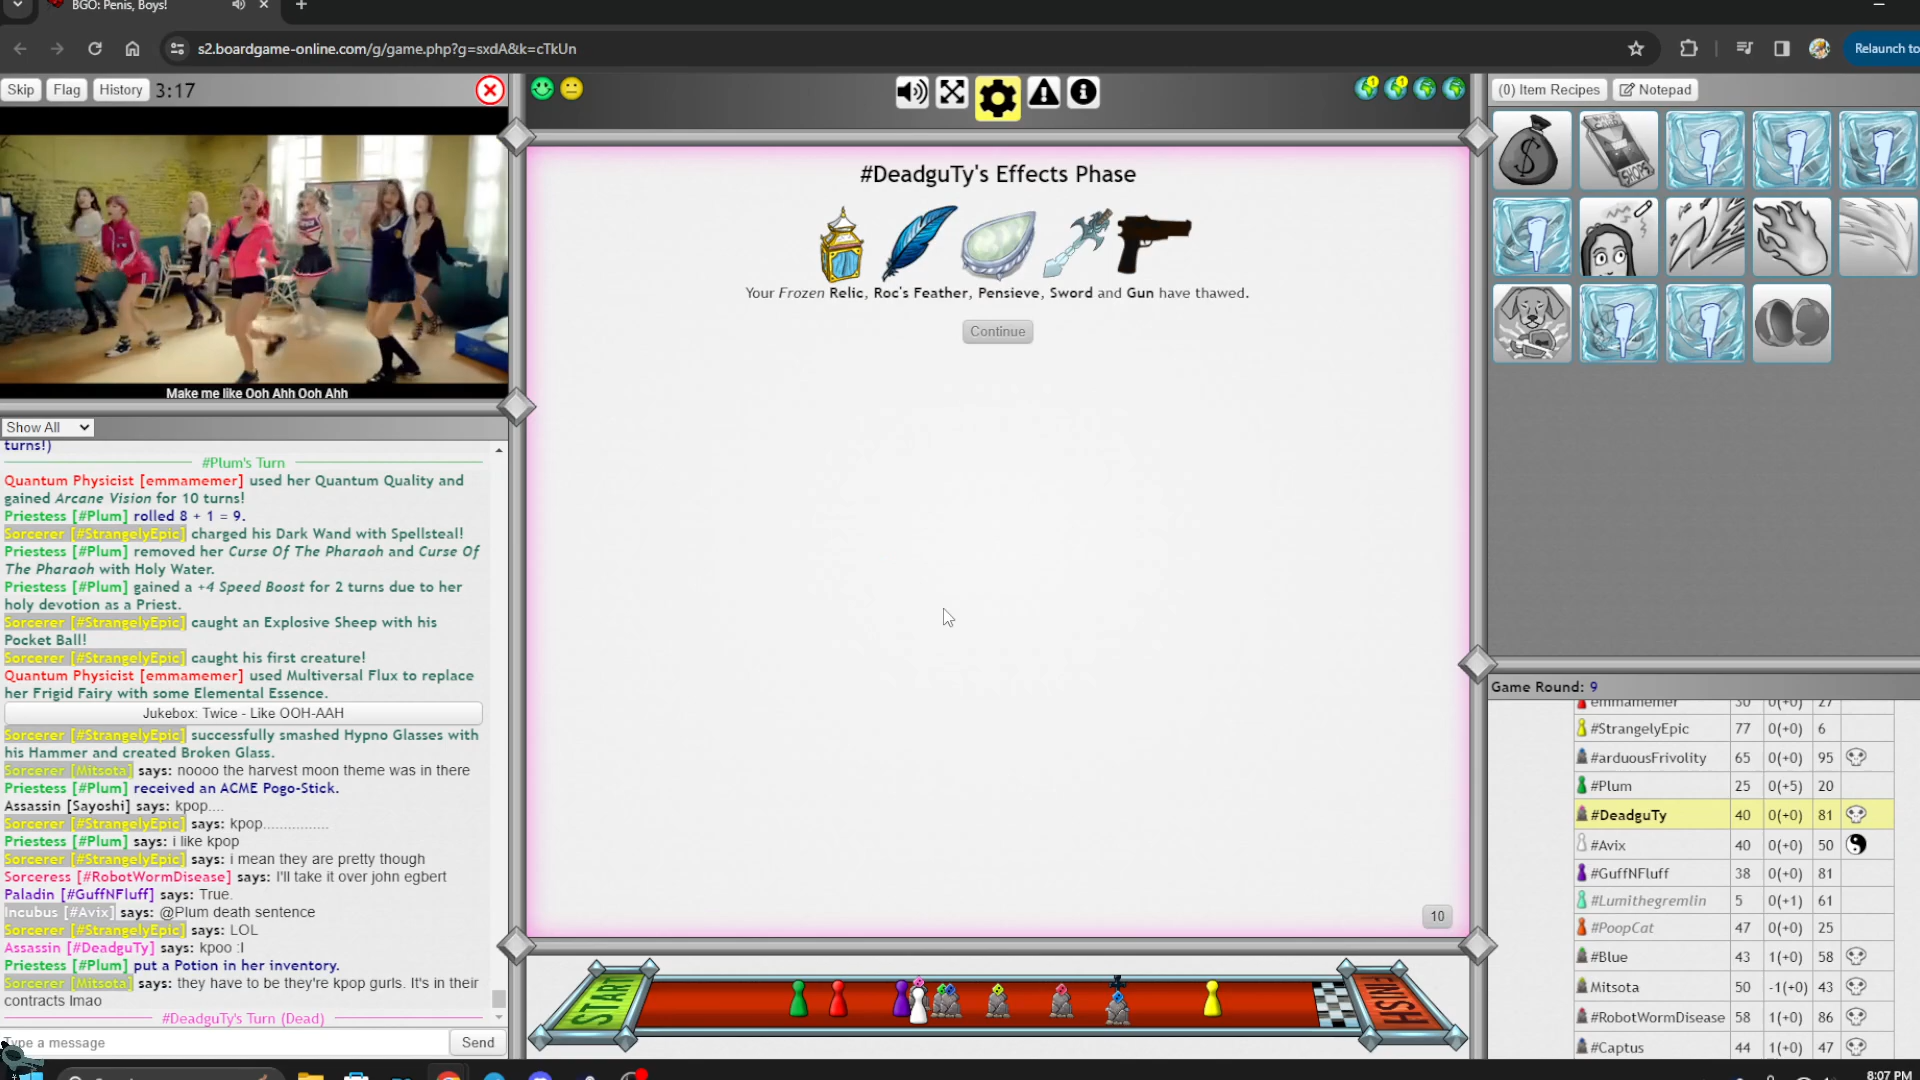 BGO: Penis, Boys!
s2.boardgame-online.com/g/game.php?g=sxdA&k=cTkUn
Relaunch to
Skip
Flag
History
3:17
1
1
(0) Item Recipes
Notepad
Make me like Ooh Ahh Ooh Ahh
#DeadguTy's Effects Phase
Your Frozen Relic, Roc's Feather, Pensieve, Sword and Gun have thawed.
Continue
10
Show All
turns!)
#Plum's Turn
Quantum Physicist [emmamemer] used her Quantum Quality and
gained Arcane Vision for 10 turns!
Priestess [#Plum] rolled 8 + 1 = 9.
Sorcerer [#StrangelyEpic] charged his Dark Wand with Spellsteal!
Priestess [#Plum] removed her Curse Of The Pharaoh and Curse Of
The Pharaoh with Holy Water.
Priestess [#Plum] gained a +4 Speed Boost for 2 turns due to her
holy devotion as a Priest.
Sorcerer [#StrangelyEpic] caught an Explosive Sheep with his
Pocket Ball!
Sorcerer [#StrangelyEpic] caught his first creature!
Quantum Physicist [emmamemer] used Multiversal Flux to replace
her Frigid Fairy with some Elemental Essence.
Jukebox: Twice - Like OOH-AAH
Sorcerer [#StrangelyEpic] successfully smashed Hypno Glasses with
his Hammer and created Broken Glass.
Sorcerer [Mitsota] says: noooo the harvest moon theme was in there
Priestess [#Plum] received an ACME Pogo-Stick.
Assassin [Sayoshi] says: kpop....
Sorcerer [#StrangelyEpic] says: kpop...............
Priestess [#Plum] says: i like kpop
Sorcerer [#StrangelyEpic] says: i mean they are pretty though
Sorceress [#RobotWormDisease] says: I'll take it over john egbert
Paladin [#GuffNFluff] says: True.
Incubus [#Avix] says: @Plum death sentence
Sorcerer [#StrangelyEpic] says: LOL
Assassin [#DeadguTy] says: kpoo :I
Priestess [#Plum] put a Potion in her inventory.
Sorcerer [Mitsota] says: they have to be they're kpop gurls. It's in their
contracts lmao
#DeadguTy's Turn (Dead)
Type a message
Send
START
FINISH
Game Round: 9
emmamemer 30 0(+0) 27
#StrangelyEpic 77 0(+0) 6
#arduousFrivolity 65 0(+0) 95
#Plum 25 0(+5) 20
#DeadguTy 40 0(+0) 81
#Avix 40 0(+0) 50
#GuffNFluff 38 0(+0) 81
#Lumithegremlin 5 0(+1) 61
#PoopCat 47 0(+0) 25
#Blue 43 1(+0) 58
Mitsota 50 -1(+0) 43
#RobotWormDisease 58 1(+0) 86
#Captus 44 1(+0) 47
8:07 PM